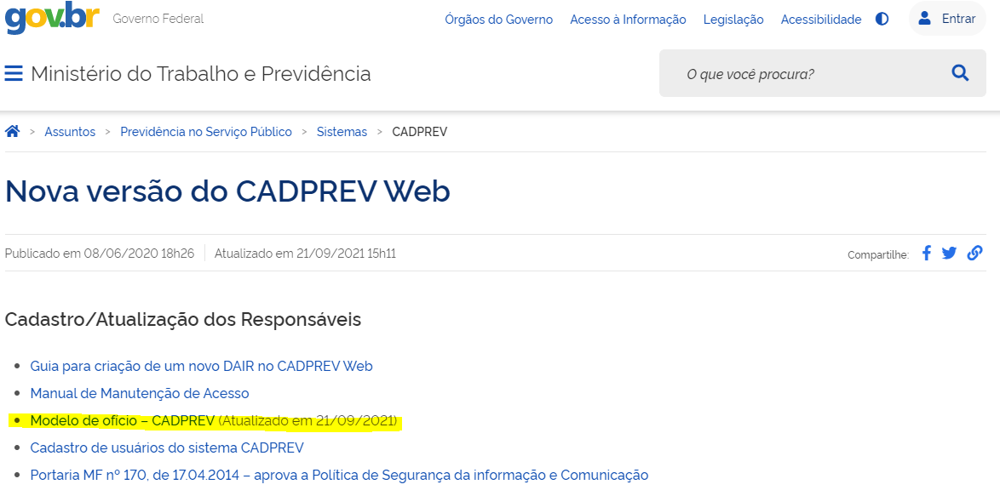 gov.br Governo Federal Órgãos do Governo Acesso à Informação Legislação Acessibilidade Entrar
Ministério do Trabalho e Previdência O que você procura?
> Assuntos > Previdência no Serviço Público > Sistemas > CADPREV
Nova versão do CADPREV Web
Publicado em 08/06/2020 18h26 Atualizado em 21/09/2021 15h11 Compartilhe:
Cadastro/Atualização dos Responsáveis
• Guia para criação de um novo DAIR no CADPREV Web
• Manual de Manutenção de Acesso
• Modelo de ofício – CADPREV (Atualizado em 21/09/2021)
• Cadastro de usuários do sistema CADPREV
• Portaria MF nº 170, de 17.04.2014 – aprova a Política de Segurança da informação e Comunicação